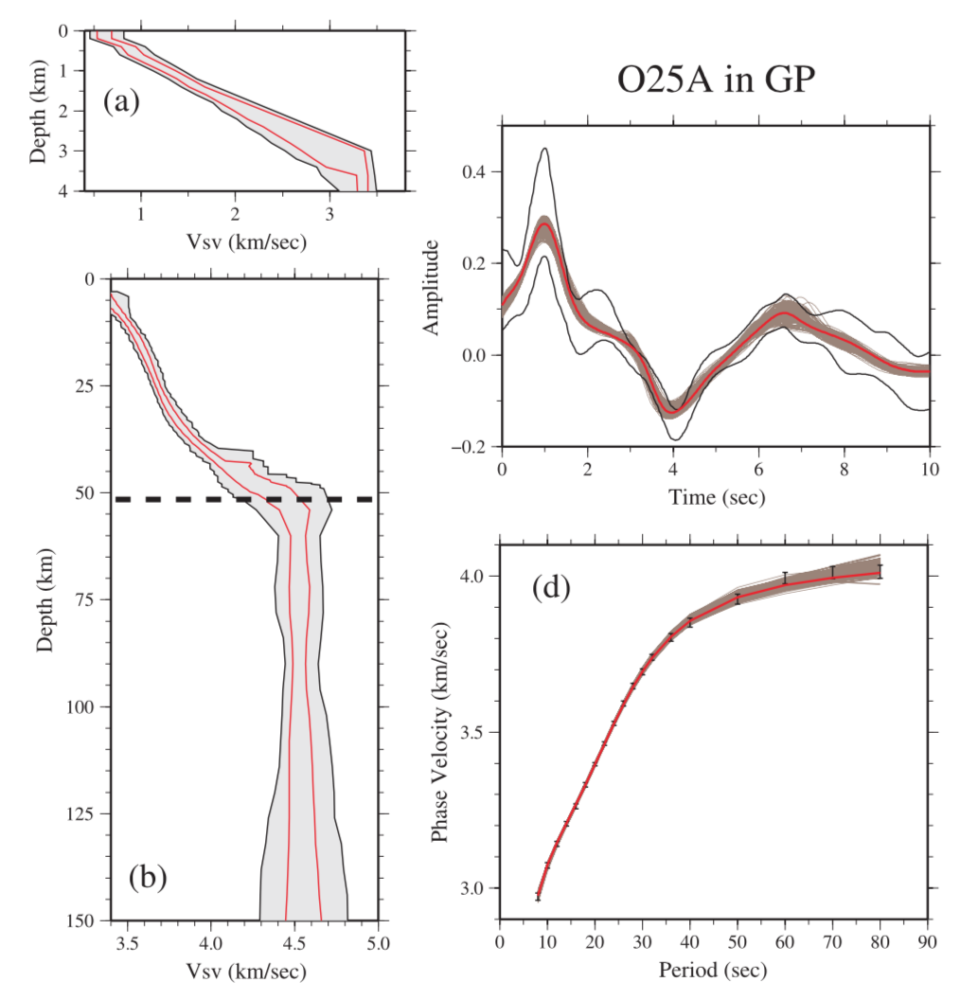 O25A in GP
0
1
2
3
4
Depth (km)
(a)
1 2 3
Vsv (km/sec)
0
25
50
75
100
125
150
Depth (km)
(b)
3.5 4.0 4.5 5.0
Vsv (km/sec)
0.4
0.2
0.0
−0.2
Amplitude
0 2 4 6 8 10
Time (sec)
4.0
3.5
3.0
Phase Velocity (km/sec)
(d)
0 10 20 30 40 50 60 70 80 90
Period (sec)